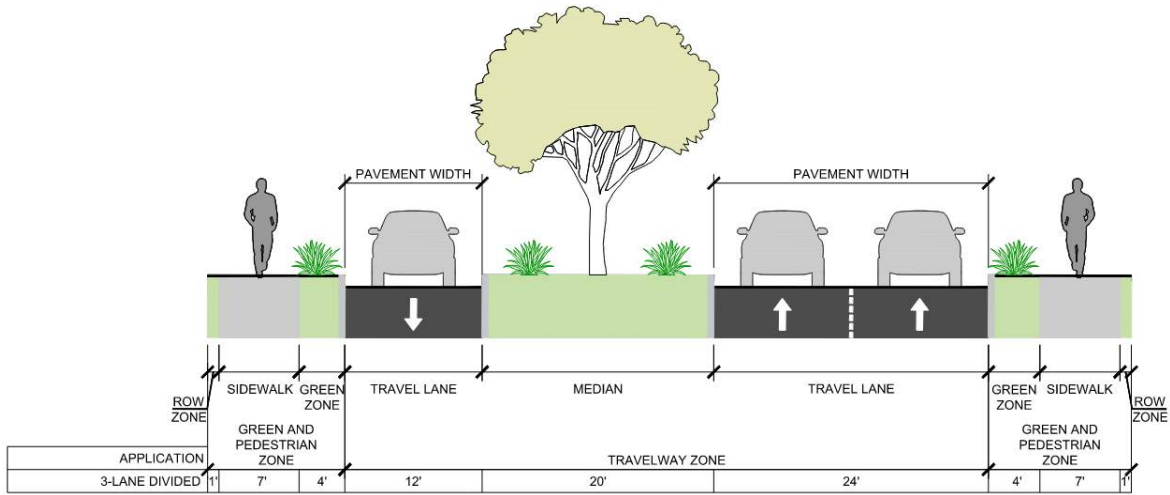 PAVEMENT WIDTH
PAVEMENT WIDTH
SIDEWALK
GREEN
ZONE
TRAVEL LANE
MEDIAN
TRAVEL LANE
GREEN
ZONE
SIDEWALK
ROW
ZONE
ROW
ZONE
GREEN AND
PEDESTRIAN
ZONE
GREEN AND
PEDESTRIAN
ZONE
APPLICATION
TRAVELWAY ZONE
3-LANE DIVIDED 1' 7' 4' 12' 20' 24' 4' 7' 1'